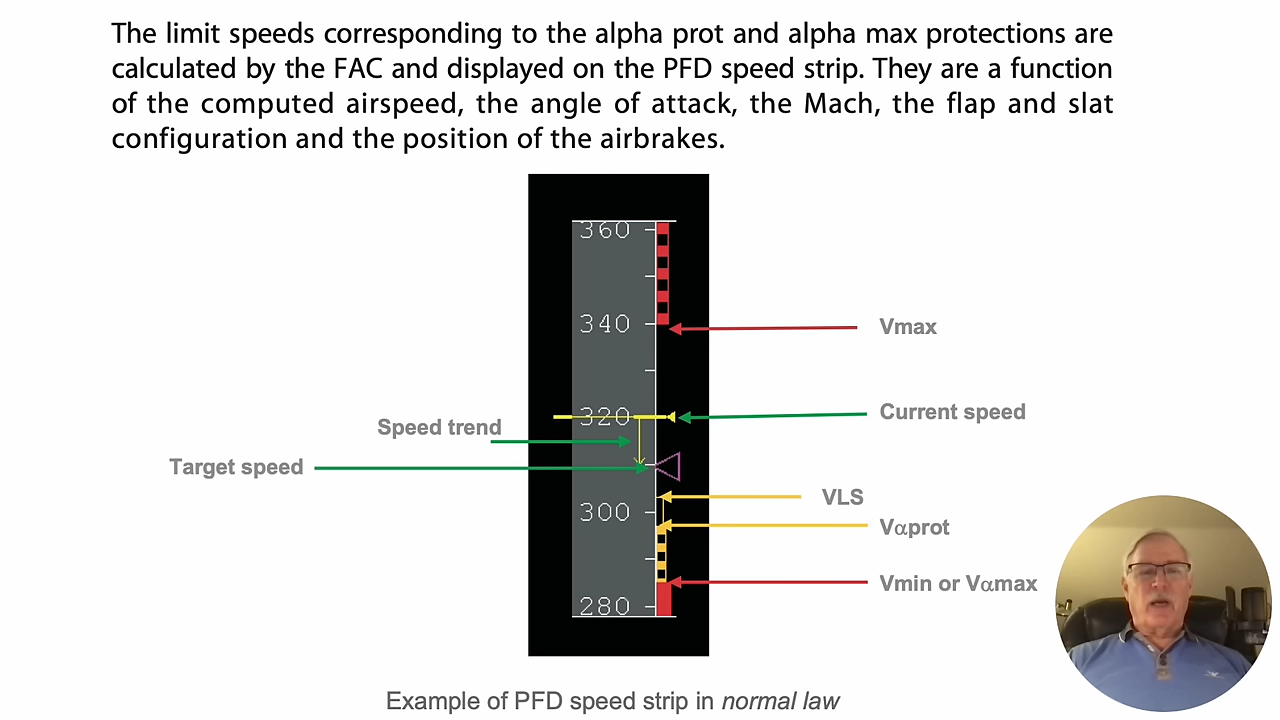 The limit speeds corresponding to the alpha prot and alpha max protections are
calculated by the FAC and displayed on the PFD speed strip. They are a function
of the computed airspeed, the angle of attack, the Mach, the flap and slat
configuration and the position of the airbrakes.
360
340
Vmax
320
Current speed
Speed trend
Target speed
VLS
300
Vαprot
Vmin or Vαmax
280
Example of PFD speed strip in normal law